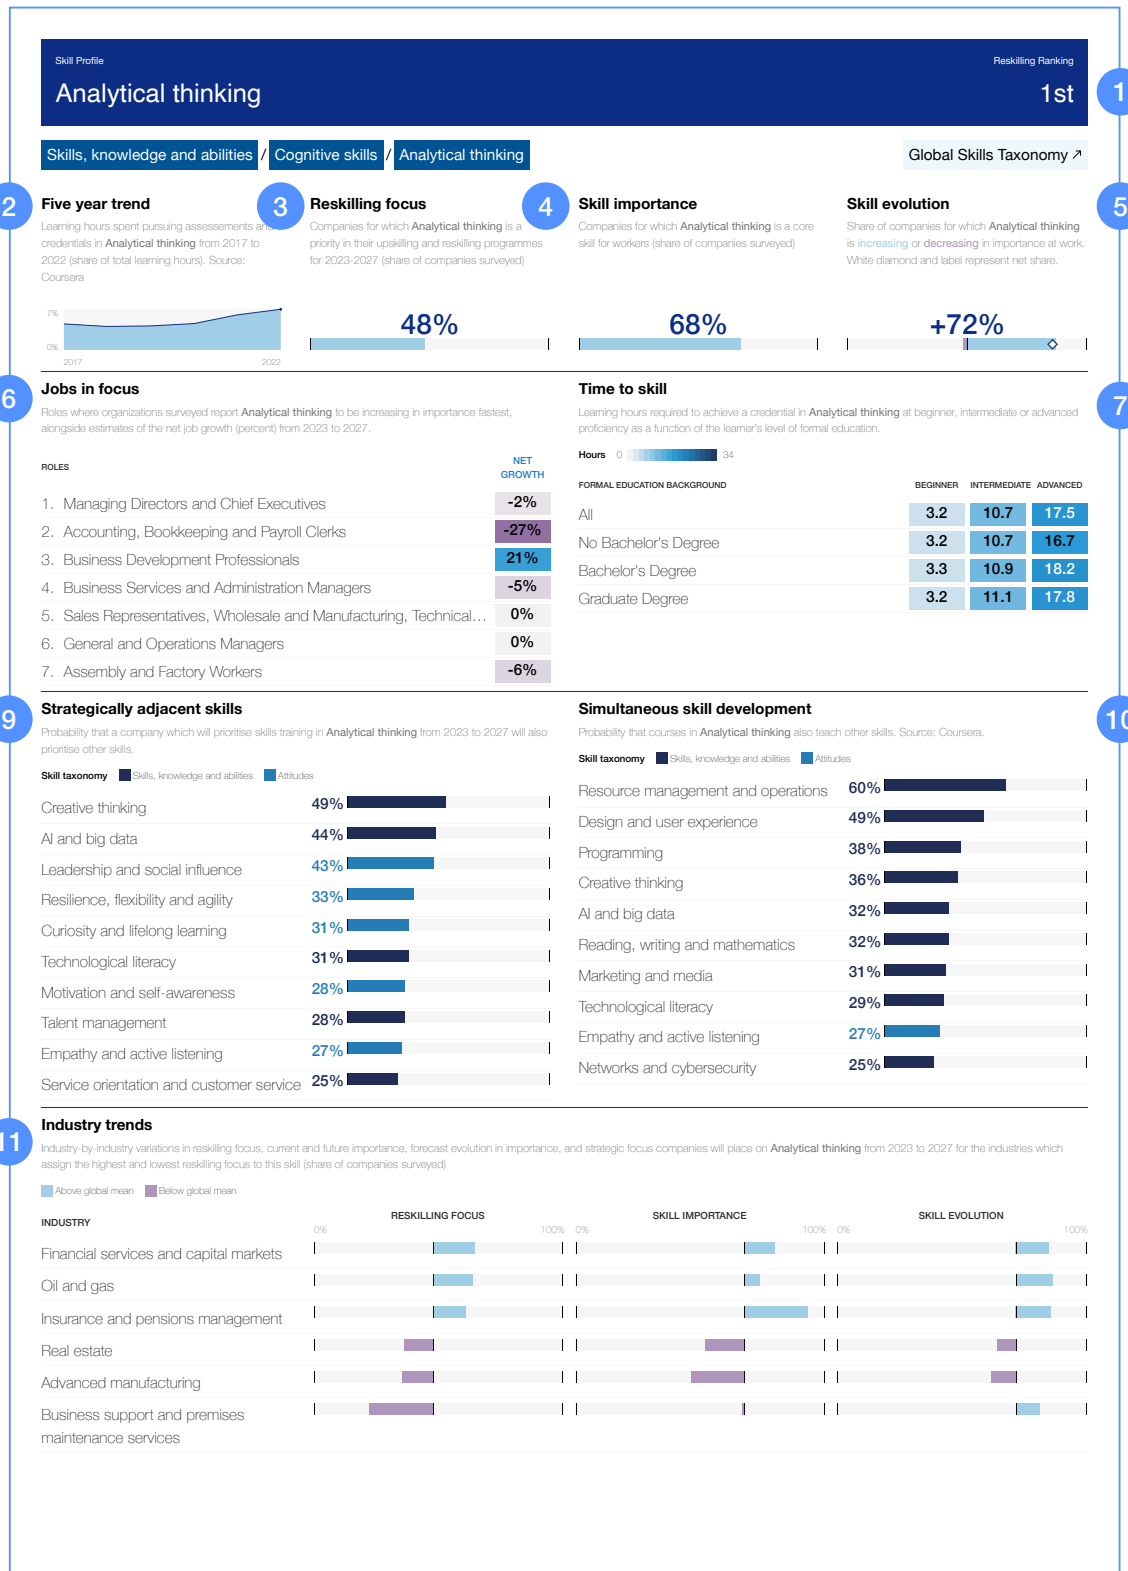 Skill Profile
Reskilling Ranking
Analytical thinking
1st
1
Skills, knowledge and abilities / Cognitive skills / Analytical thinking
Global Skills Taxonomy ↗
2
Five year trend
Learning hours spent pursuing assessements and
credentials in Analytical thinking from 2017 to
2022 (share of total learning hours). Source:
Coursera
7%
0%
2017
2022
3
Reskilling focus
Companies for which Analytical thinking is a
priority in their upskilling and reskilling programmes
for 2023-2027 (share of companies surveyed)
48%
4
Skill importance
Companies for which Analytical thinking is a core
skill for workers (share of companies surveyed)
68%
5
Skill evolution
Share of companies for which Analytical thinking
is increasing or decreasing in importance at work.
White diamond and label represent net share.
+72%
6
Jobs in focus
Roles where organizations surveyed report Analytical thinking to be increasing in importance fastest,
alongside estimates of the net job growth (percent) from 2023 to 2027.
ROLES
NET
GROWTH
1. Managing Directors and Chief Executives -2%
2. Accounting, Bookkeeping and Payroll Clerks -27%
3. Business Development Professionals 21%
4. Business Services and Administration Managers -5%
5. Sales Representatives, Wholesale and Manufacturing, Technical... 0%
6. General and Operations Managers 0%
7. Assembly and Factory Workers -6%
7
Time to skill
Learning hours required to achieve a credential in Analytical thinking at beginner, intermediate or advanced
proficiency as a function of the learner's level of formal education.
Hours 0 34
FORMAL EDUCATION BACKGROUND BEGINNER INTERMEDIATE ADVANCED
All 3.2 10.7 17.5
No Bachelor's Degree 3.2 10.7 16.7
Bachelor's Degree 3.3 10.9 18.2
Graduate Degree 3.2 11.1 17.8
9
Strategically adjacent skills
Probability that a company which will prioritise skills training in Analytical thinking from 2023 to 2027 will also
prioritise other skills.
Skill taxonomy Skills, knowledge and abilities Attitudes
Creative thinking 49%
AI and big data 44%
Leadership and social influence 43%
Resilience, flexibility and agility 33%
Curiosity and lifelong learning 31%
Technological literacy 31%
Motivation and self-awareness 28%
Talent management 28%
Empathy and active listening 27%
Service orientation and customer service 25%
10
Simultaneous skill development
Probability that courses in Analytical thinking also teach other skills. Source: Coursera.
Skill taxonomy Skills, knowledge and abilities Attitudes
Resource management and operations 60%
Design and user experience 49%
Programming 38%
Creative thinking 36%
AI and big data 32%
Reading, writing and mathematics 32%
Marketing and media 31%
Technological literacy 29%
Empathy and active listening 27%
Networks and cybersecurity 25%
11
Industry trends
Industry-by-industry variations in reskilling focus, current and future importance, forecast evolution in importance, and strategic focus companies will place on Analytical thinking from 2023 to 2027 for the industries which
assign the highest and lowest reskilling focus to this skill (share of companies surveyed)
Above global mean Below global mean
INDUSTRY RESKILLING FOCUS SKILL IMPORTANCE SKILL EVOLUTION
0% 100% 0% 100% 0% 100%
Financial services and capital markets
Oil and gas
Insurance and pensions management
Real estate
Advanced manufacturing
Business support and premises
maintenance services